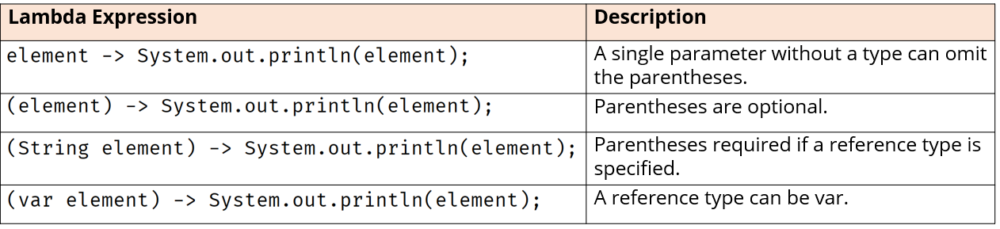 Lambda Expression Description
element -> System.out.println(element); A single parameter without a type can omit
the parentheses.
(element) -> System.out.println(element); Parentheses are optional.
(String element) -> System.out.println(element); Parentheses required if a reference type is
specified.
(var element) -> System.out.println(element); A reference type can be var.